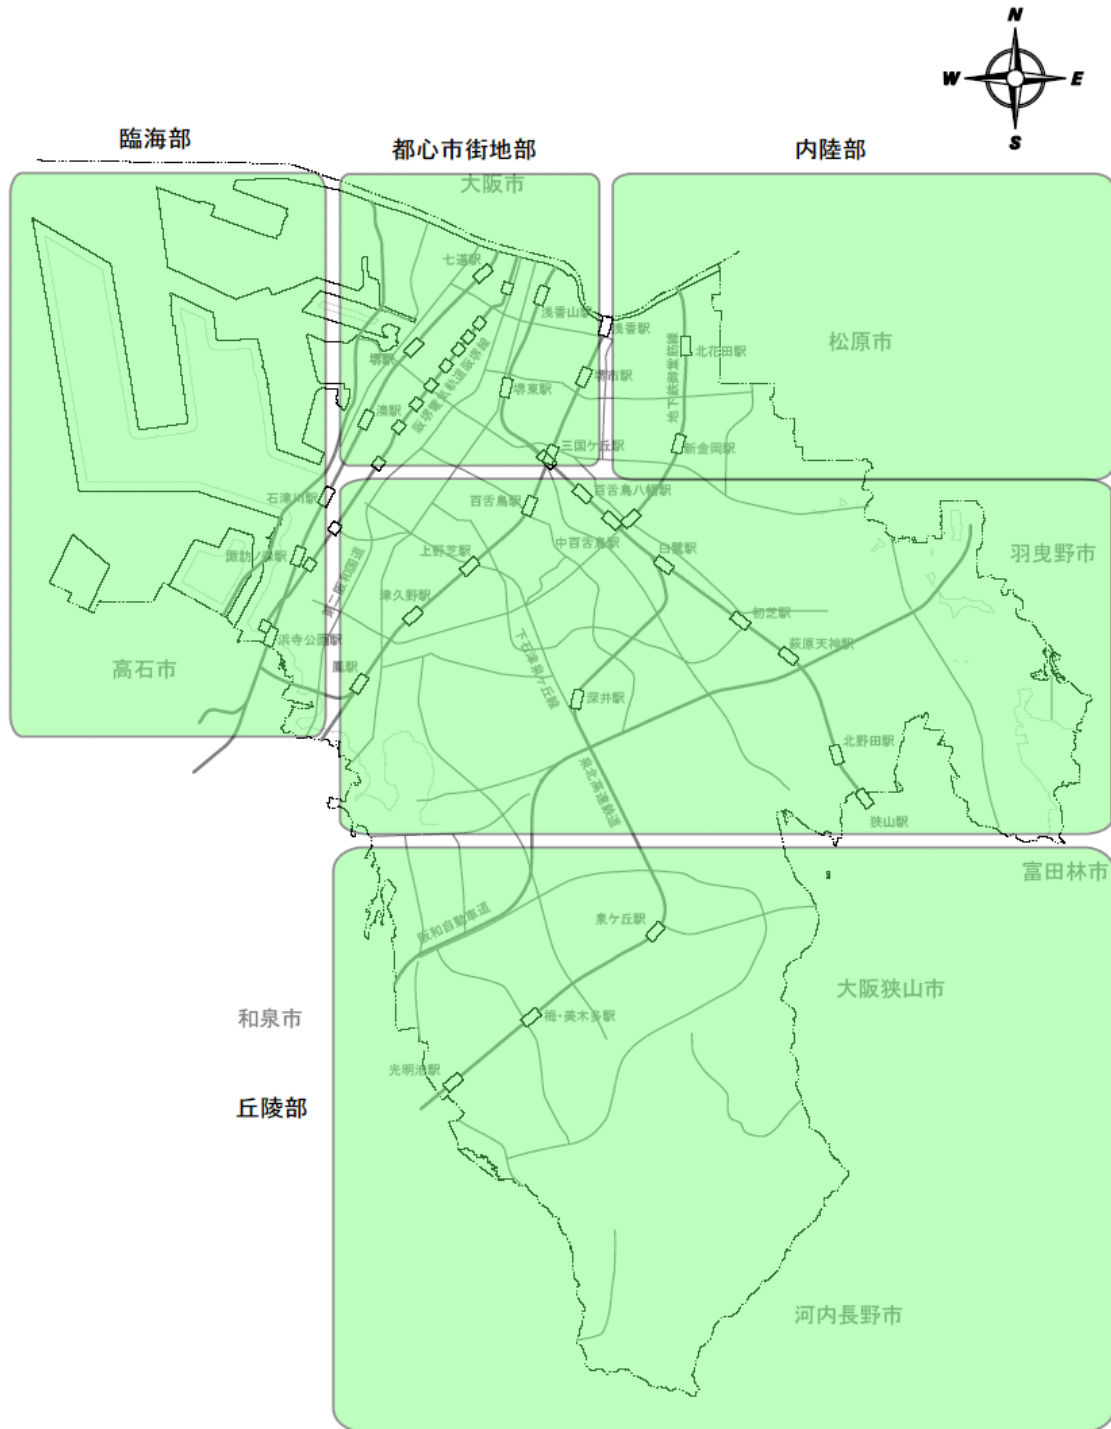 N
W
E
S
臨海部
都心市街地部
内陸部
大阪市
七道駅
浅香山駅
浅香駅
松原市
北花田駅
地下鉄御堂筋線
堺駅
阪堺電気軌道阪堺線
堺市駅
堺東駅
湊駅
三国ケ丘駅
新金岡駅
石津川駅
百舌鳥駅
百舌鳥八幡駅
中百舌鳥駅
白鷺駅
上野芝駅
諏訪ノ森駅
第二阪和国道
羽曳野市
津久野駅
初芝駅
浜寺公園駅
下石津泉ケ丘線
萩原天神駅
高石市
鳳駅
深井駅
北野田駅
泉北高速鉄道
狭山駅
富田林市
阪和自動車道
泉ケ丘駅
大阪狭山市
和泉市
栂・美木多駅
光明池駅
丘陵部
河内長野市